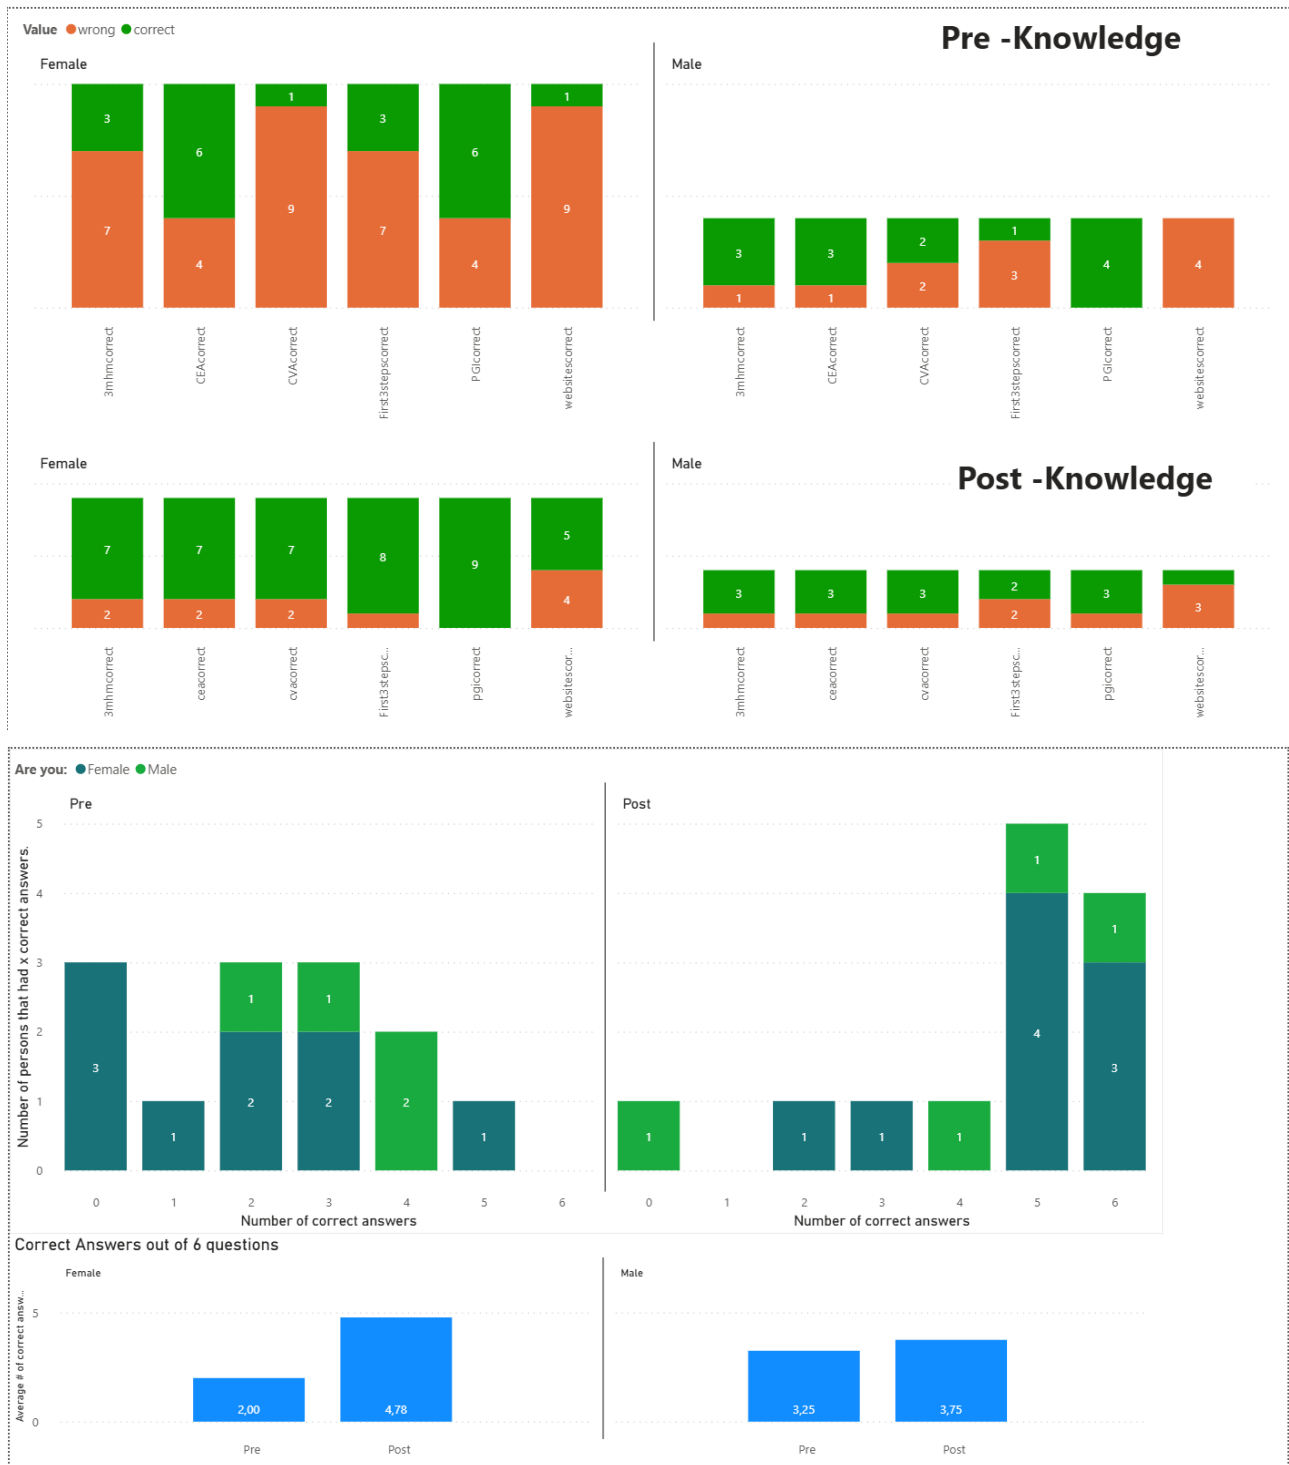 Value wrong correct
Pre -Knowledge
Female
Male
3 6 1 3 6 1
7 4 9 7 4 9
3 3 2 1 4 4
1 1 2 3
3mhmcorrect
CEAcorrect
CVAcorrect
First3stepscorrect
PGIcorrect
websitescorrect
3mhmcorrect
CEAcorrect
CVAcorrect
First3stepscorrect
PGIcorrect
websitescorrect
Female
Male
Post -Knowledge
7 7 7 8 9 5
2 2 2 4
3 3 3 2 3
2 3
3mhmcorrect
ceacorrect
cvacorrect
First3stepsc...
pgicorrect
websitescor...
3mhmcorrect
ceacorrect
cvacorrect
First3stepsc...
pgicorrect
websitescor...
Are you: Female Male
Pre
Post
Number of persons that had x correct answers.
5
4
3
2
1
0
3 1 2 1 2 1 2 1
1 1 1 1 4 1 3 1
0 1 2 3 4 5 6
Number of correct answers
0 1 2 3 4 5 6
Number of correct answers
Correct Answers out of 6 questions
Female
Male
Average # of correct answ...
5
0
2,00 4,78
3,25 3,75
Pre Post
Pre Post